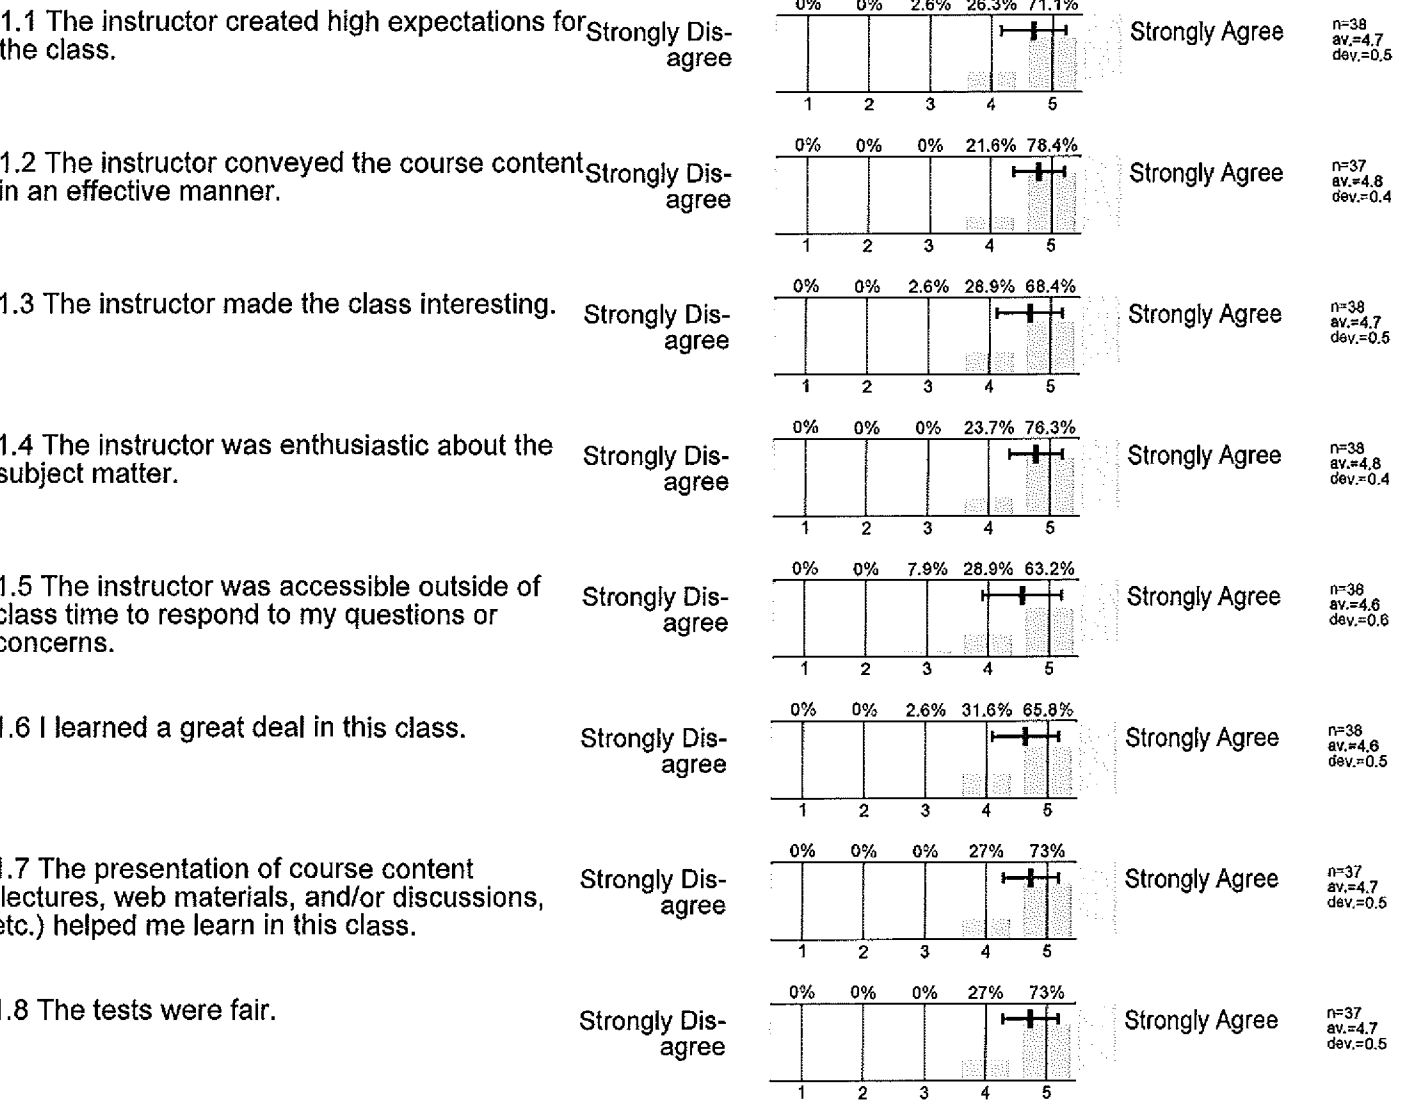 1.1 The instructor created high expectations for
the class.
Strongly Dis-
agree
0% 0% 2.6% 26.3% 71.1%
1 2 3 4 5
Strongly Agree
n=38
av.=4.7
dev.=0.5
1.2 The instructor conveyed the course content
in an effective manner.
Strongly Dis-
agree
0% 0% 0% 21.6% 78.4%
1 2 3 4 5
Strongly Agree
n=37
av.=4.8
dev.=0.4
1.3 The instructor made the class interesting.
Strongly Dis-
agree
0% 0% 2.6% 28.9% 68.4%
1 2 3 4 5
Strongly Agree
n=38
av.=4.7
dev.=0.5
1.4 The instructor was enthusiastic about the
subject matter.
Strongly Dis-
agree
0% 0% 0% 23.7% 76.3%
1 2 3 4 5
Strongly Agree
n=38
av.=4.8
dev.=0.4
1.5 The instructor was accessible outside of
class time to respond to my questions or
concerns.
Strongly Dis-
agree
0% 0% 7.9% 28.9% 63.2%
1 2 3 4 5
Strongly Agree
n=38
av.=4.6
dev.=0.6
1.6 I learned a great deal in this class.
Strongly Dis-
agree
0% 0% 2.6% 31.6% 65.8%
1 2 3 4 5
Strongly Agree
n=38
av.=4.6
dev.=0.5
1.7 The presentation of course content
(lectures, web materials, and/or discussions,
etc.) helped me learn in this class.
Strongly Dis-
agree
0% 0% 0% 27% 73%
1 2 3 4 5
Strongly Agree
n=37
av.=4.7
dev.=0.5
1.8 The tests were fair.
Strongly Dis-
agree
0% 0% 0% 27% 73%
1 2 3 4 5
Strongly Agree
n=37
av.=4.7
dev.=0.5